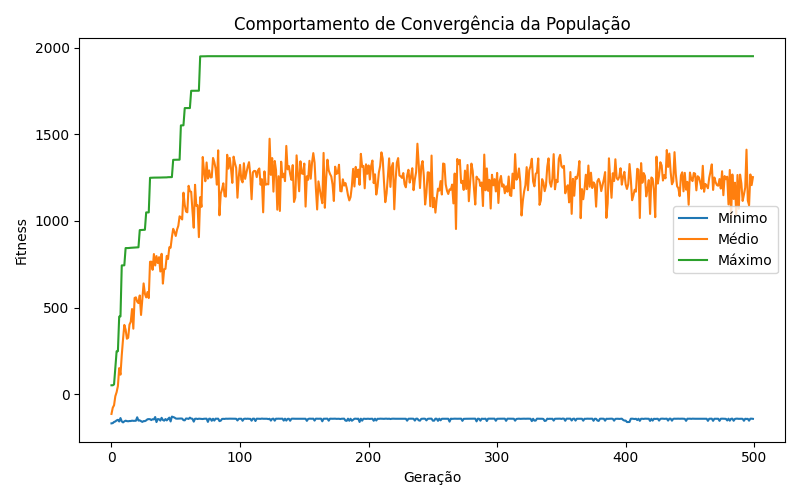 Comportamento de Convergência da População
Fitness
2000
1500
1000
500
0
0 100 200 300 400 500
Geração
Mínimo
Médio
Máximo